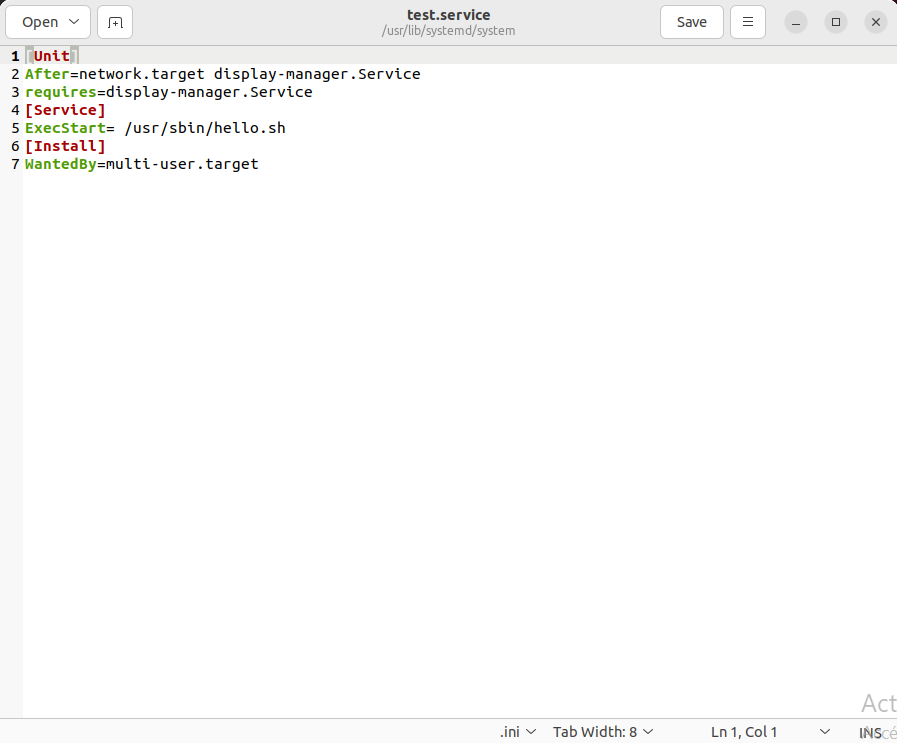 Open
test.service
/usr/lib/systemd/system
Save
1 [Unit]
2 After=network.target display-manager.Service
3 requires=display-manager.Service
4 [Service]
5 ExecStart= /usr/sbin/hello.sh
6 [Install]
7 WantedBy=multi-user.target
Act
.ini
Tab Width: 8
Ln 1, Col 1
INS